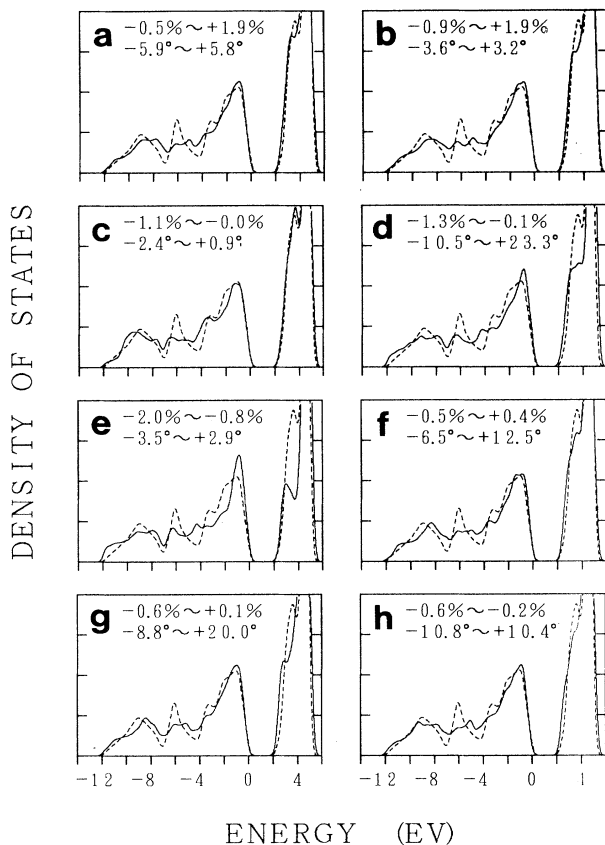 a
−0.5%~+1.9%
−5.9°~+5.8°
b
−0.9%~+1.9%
−3.6°~+3.2°
c
−1.1%~−0.0%
−2.4°~+0.9°
d
−1.3%~−0.1%
−10.5°~+23.3°
e
−2.0%~−0.8%
−3.5°~+2.9°
f
−0.5%~+0.4%
−6.5°~+12.5°
g
−0.6%~+0.1%
−8.8°~+20.0°
h
−0.6%~−0.2%
−10.8°~+10.4°
DENSITY OF STATES
−12 −8 −4 0 4
−12 −8 −4 0 1
ENERGY (EV)